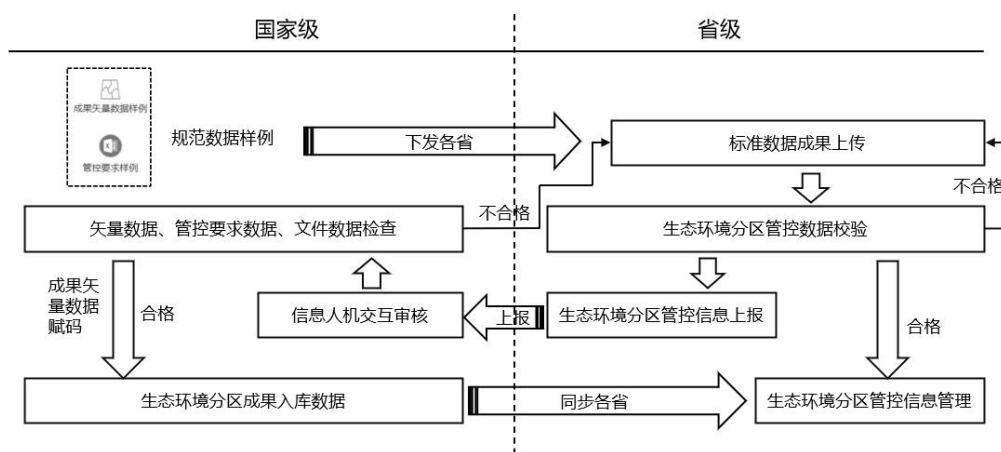 国家级
省级
成果矢量数据样例
管控要求样例
规范数据样例
下发各省
标准数据成果上传
不合格
不合格
矢量数据、管控要求数据、文件数据检查
生态环境分区管控数据校验
成果矢
量数据
赋码
合格
信息人机交互审核
上报
生态环境分区管控信息上报
合格
生态环境分区成果入库数据
同步各省
生态环境分区管控信息管理